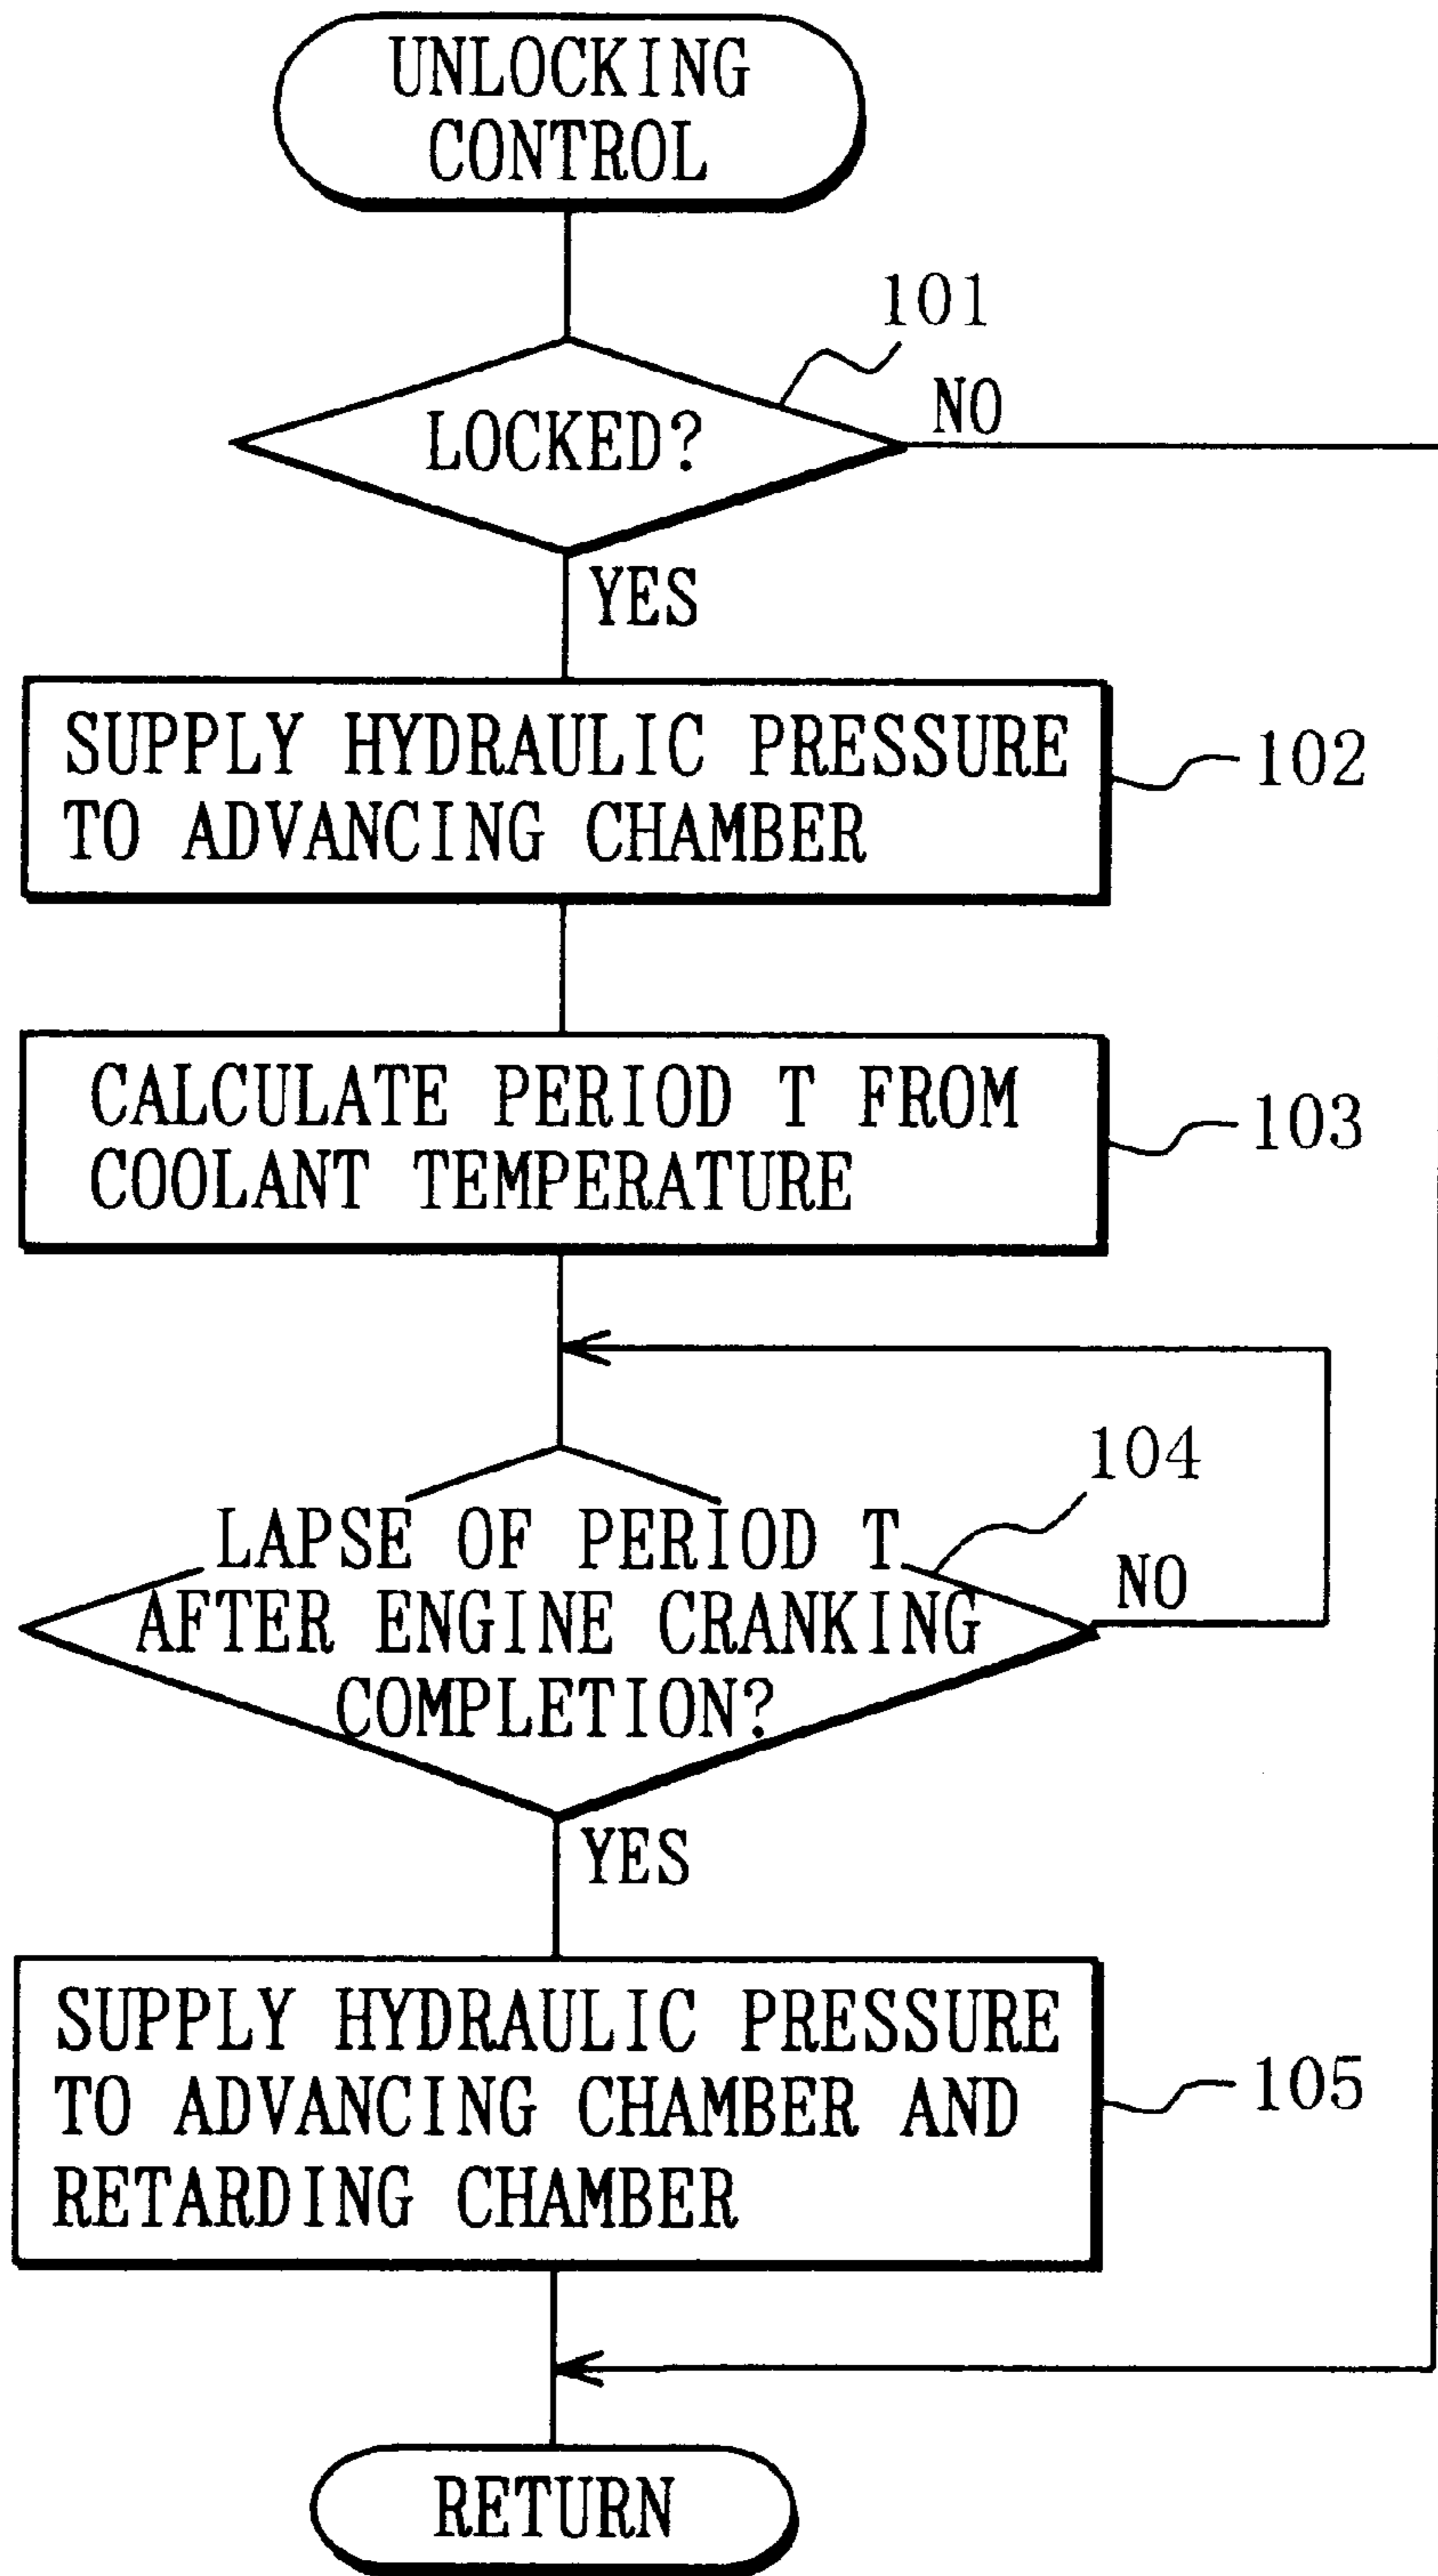 UNLOCKING
CONTROL
101
LOCKED?
NO
YES
SUPPLY HYDRAULIC PRESSURE
TO ADVANCING CHAMBER
102
CALCULATE PERIOD T FROM
COOLANT TEMPERATURE
103
104
LAPSE OF PERIOD T
AFTER ENGINE CRANKING
COMPLETION?
NO
YES
SUPPLY HYDRAULIC PRESSURE
TO ADVANCING CHAMBER AND
RETARDING CHAMBER
105
RETURN